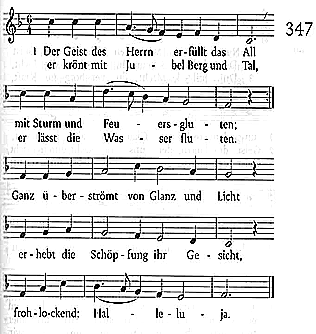 347
1 Der Geist des Herrn er-füllt das All
er krönt mit Ju - bel Berg und Tal,
mit Sturm und Feu - ers-glu - ten;
er lässt die Was - ser flu - ten.
Ganz ü - ber - strömt von Glanz und Licht
er - hebt die Schöp - fung ihr Ge - sicht,
froh - lo - ckend: Hal - le - lu - ja.